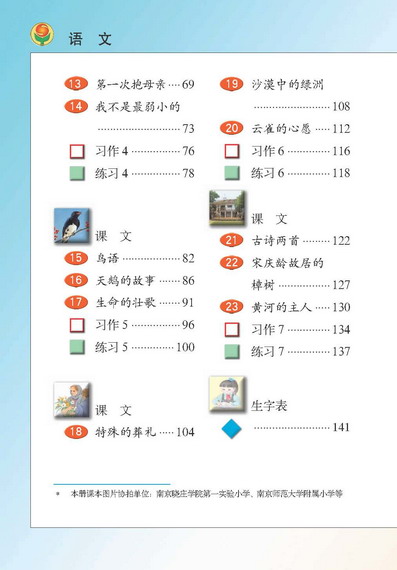 语 文
13 第一次抱母亲 ···· 69
14 我不是最弱小的
··························· 73
习作 4 ················ 76
练习 4 ················ 78
课 文
15 鸟语 ················ 82
16 天鹅的故事 ······ 86
17 生命的壮歌 ······ 91
习作 5 ················ 96
练习 5 ··············· 100
课 文
18 特殊的葬礼 ····· 104
19 沙漠中的绿洲
························· 108
20 云雀的心愿 ····· 112
习作 6 ··············· 116
练习 6 ··············· 118
课 文
21 古诗两首 ········ 122
22 宋庆龄故居的
樟树 ················· 127
23 黄河的主人 ····· 130
习作 7 ··············· 134
练习 7 ··············· 137
生字表
························· 141
* 本册课本图片协拍单位：南京晓庄学院第一实验小学、南京师范大学附属小学等